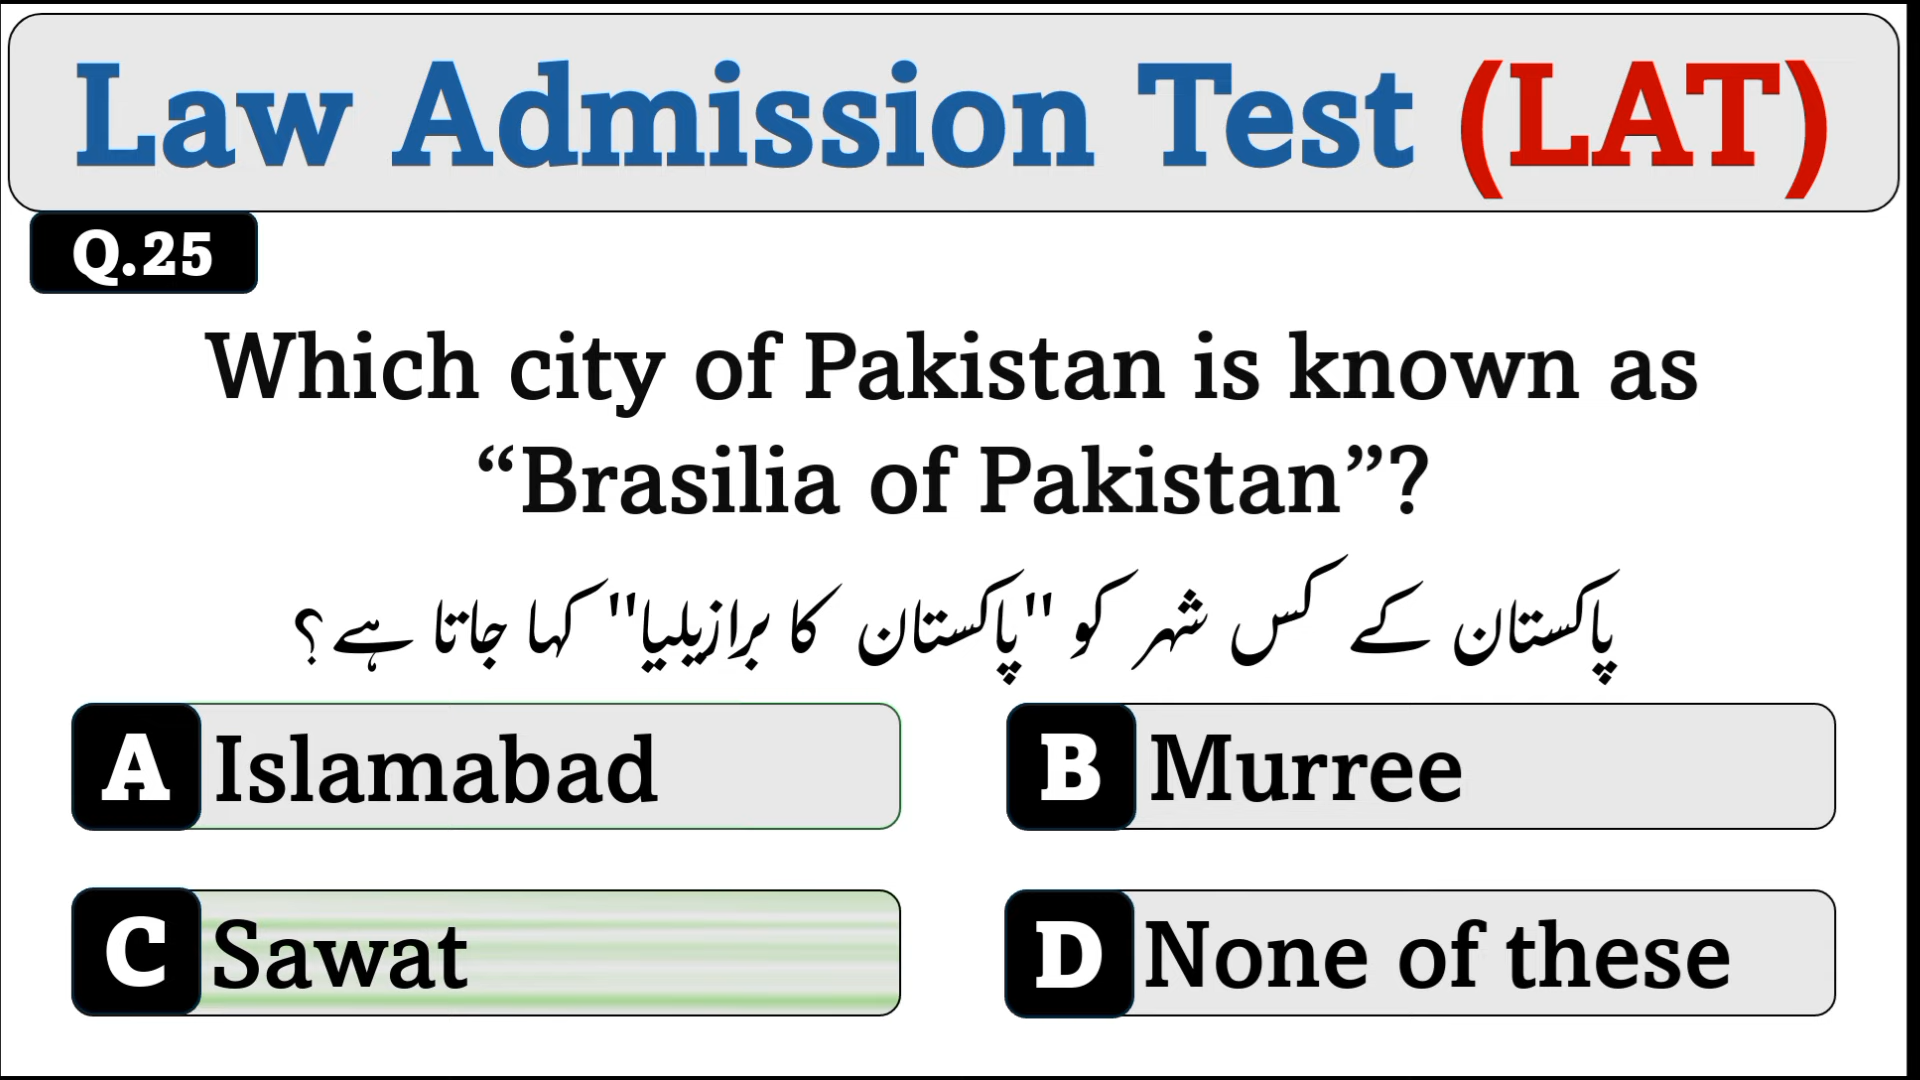 Law Admission Test (LAT)
Q.25
Which city of Pakistan is known as
“Brasilia of Pakistan”?
پاکستان کے کس شہر کو "پاکستان کا برازیلیا" کہا جاتا ہے؟
A Islamabad
B Murree
C Sawat
D None of these